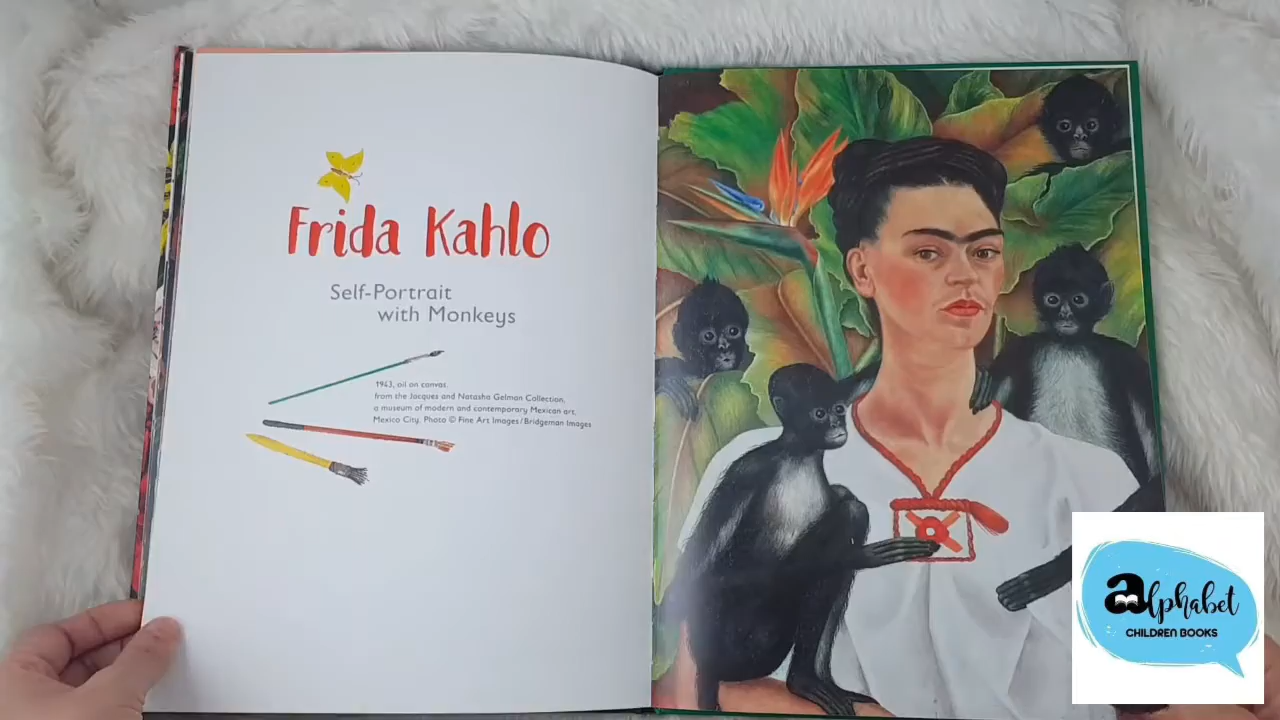 Frida Kahlo
Self-Portrait
with Monkeys
1943, oil on canvas,
from the Jacques and Natasha Gelman Collection,
a museum of modern and contemporary Mexican art,
Mexico City. Photo © Fine Art Images/Bridgeman Images
alphabet
CHILDREN BOOKS